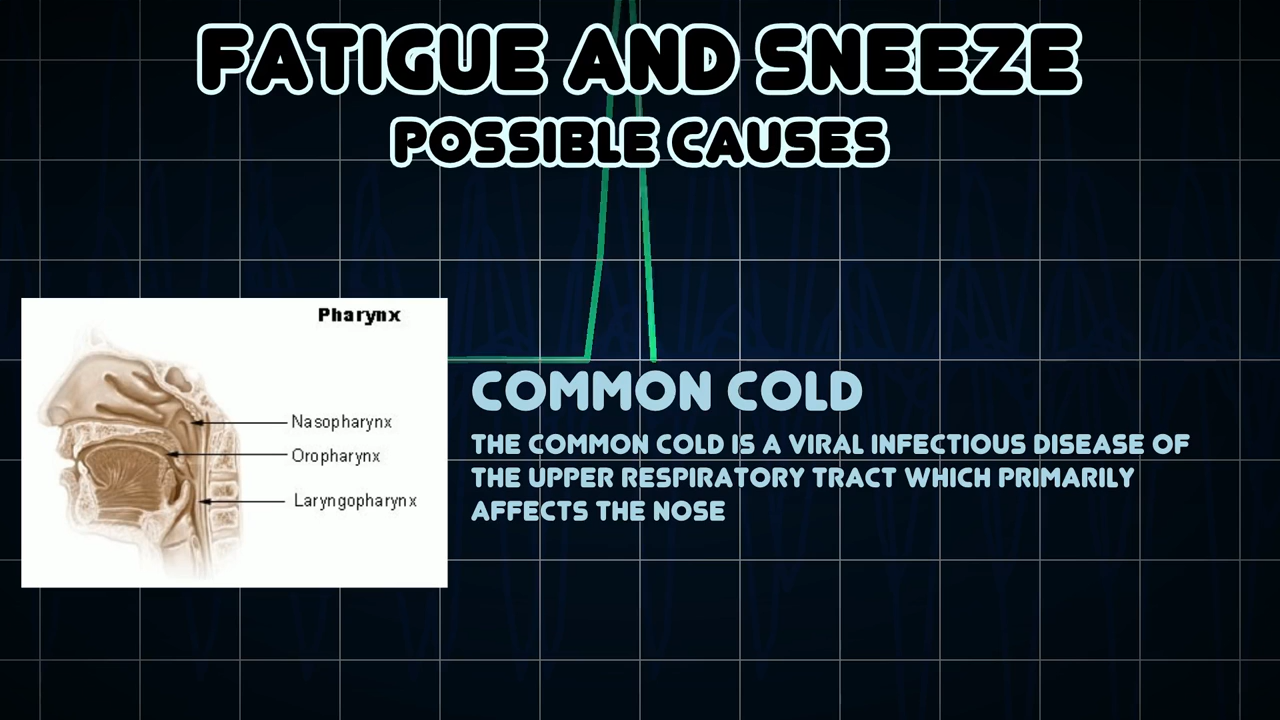 FATIGUE AND SNEEZE
POSSIBLE CAUSES
Pharynx
Nasopharynx
Oropharynx
Laryngopharynx
COMMON COLD
THE COMMON COLD IS A VIRAL INFECTIOUS DISEASE OF
THE UPPER RESPIRATORY TRACT WHICH PRIMARILY
AFFECTS THE NOSE